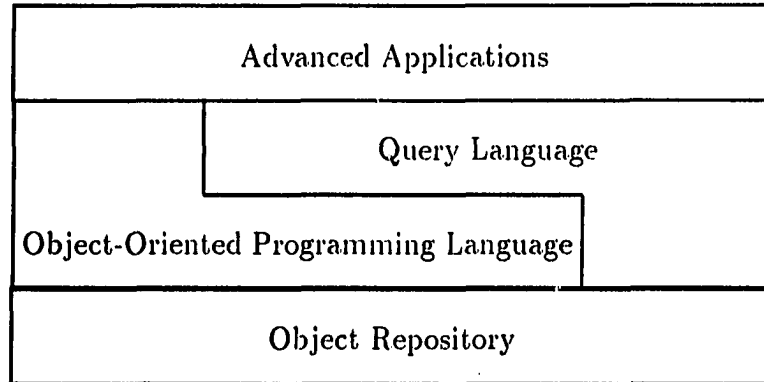 Advanced Applications
Query Language
Object-Oriented Programming Language
Object Repository